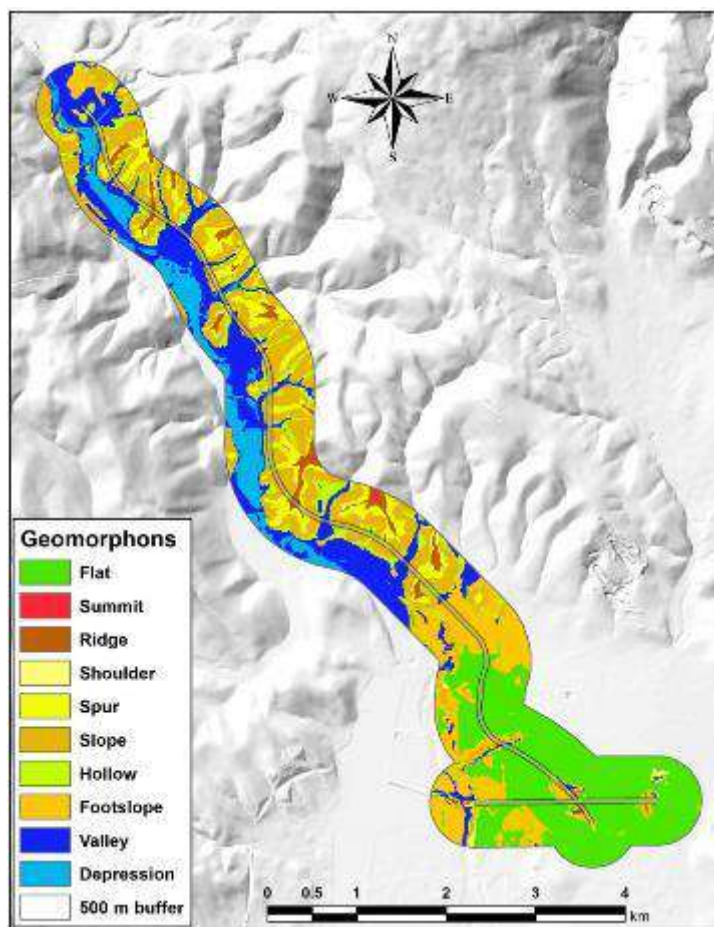 N
W E
S
Geomorphons
Flat
Summit
Ridge
Shoulder
Spur
Slope
Hollow
Footslope
Valley
Depression
500 m buffer
0 0.5 1 2 3 4
km